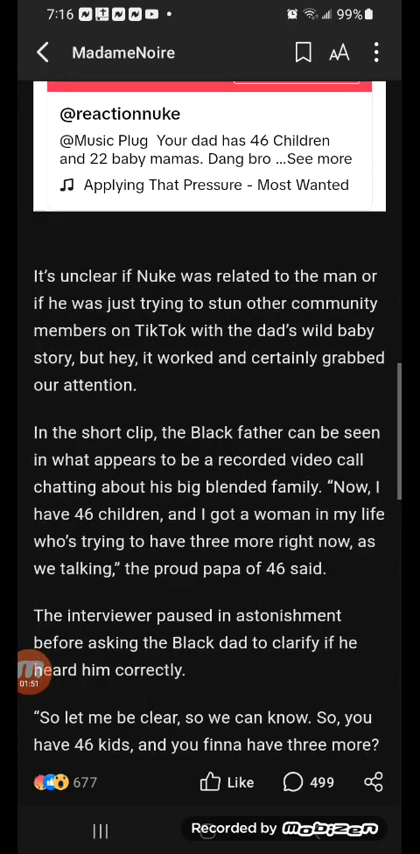 7:16
99%
MadameNoire
AA
@reactionnuke
@Music Plug Your dad has 46 Children
and 22 baby mamas. Dang bro ...See more
Applying That Pressure - Most Wanted
It's unclear if Nuke was related to the man or
if he was just trying to stun other community
members on TikTok with the dad's wild baby
story, but hey, it worked and certainly grabbed
our attention.
In the short clip, the Black father can be seen
in what appears to be a recorded video call
chatting about his big blended family. “Now, I
have 46 children, and I got a woman in my life
who's trying to have three more right now, as
we talking,” the proud papa of 46 said.
The interviewer paused in astonishment
before asking the Black dad to clarify if he
heard him correctly.
m
01:51
“So let me be clear, so we can know. So, you
have 46 kids, and you finna have three more?
677
Like
499
Recorded by mobizen